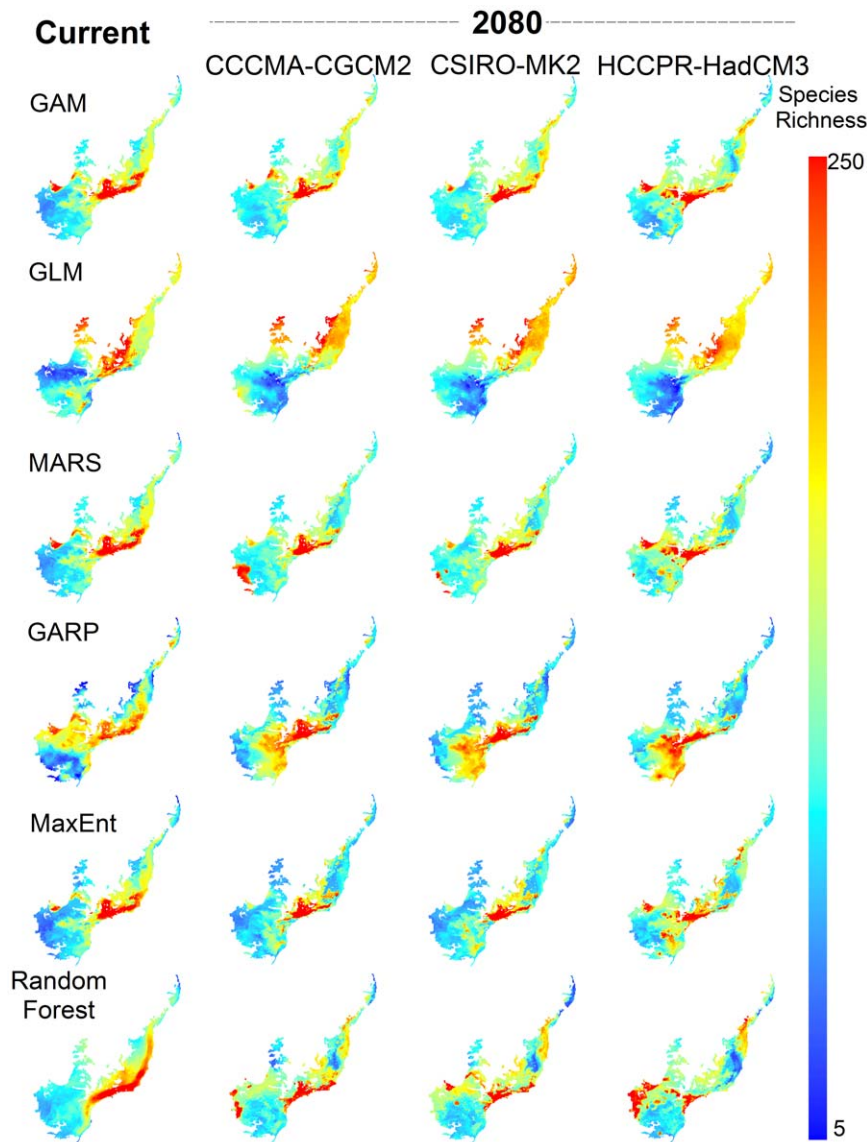 Current
2080
CCCMA-CGCM2
CSIRO-MK2
HCCPR-HadCM3
Species
Richness
250
GAM
GLM
MARS
GARP
MaxEnt
Random
Forest
5